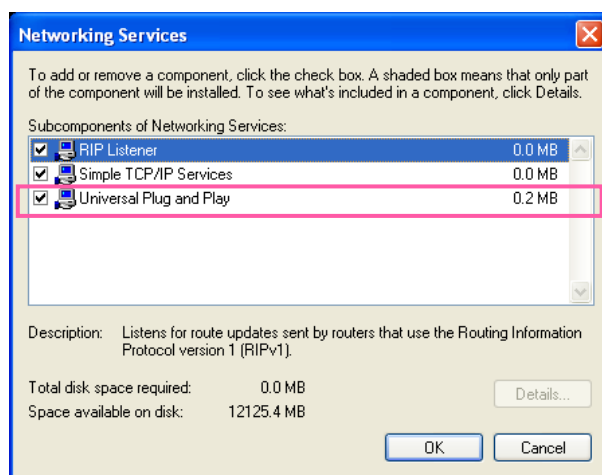 Networking Services
To add or remove a component, click the check box. A shaded box means that only part
of the component will be installed. To see what's included in a component, click Details.
Subcomponents of Networking Services:
RIP Listener 0.0 MB
Simple TCP/IP Services 0.0 MB
Universal Plug and Play 0.2 MB
Description: Listens for route updates sent by routers that use the Routing Information
Protocol version 1 (RIPv1).
Total disk space required: 0.0 MB
Details...
Space available on disk: 12125.4 MB
OK Cancel